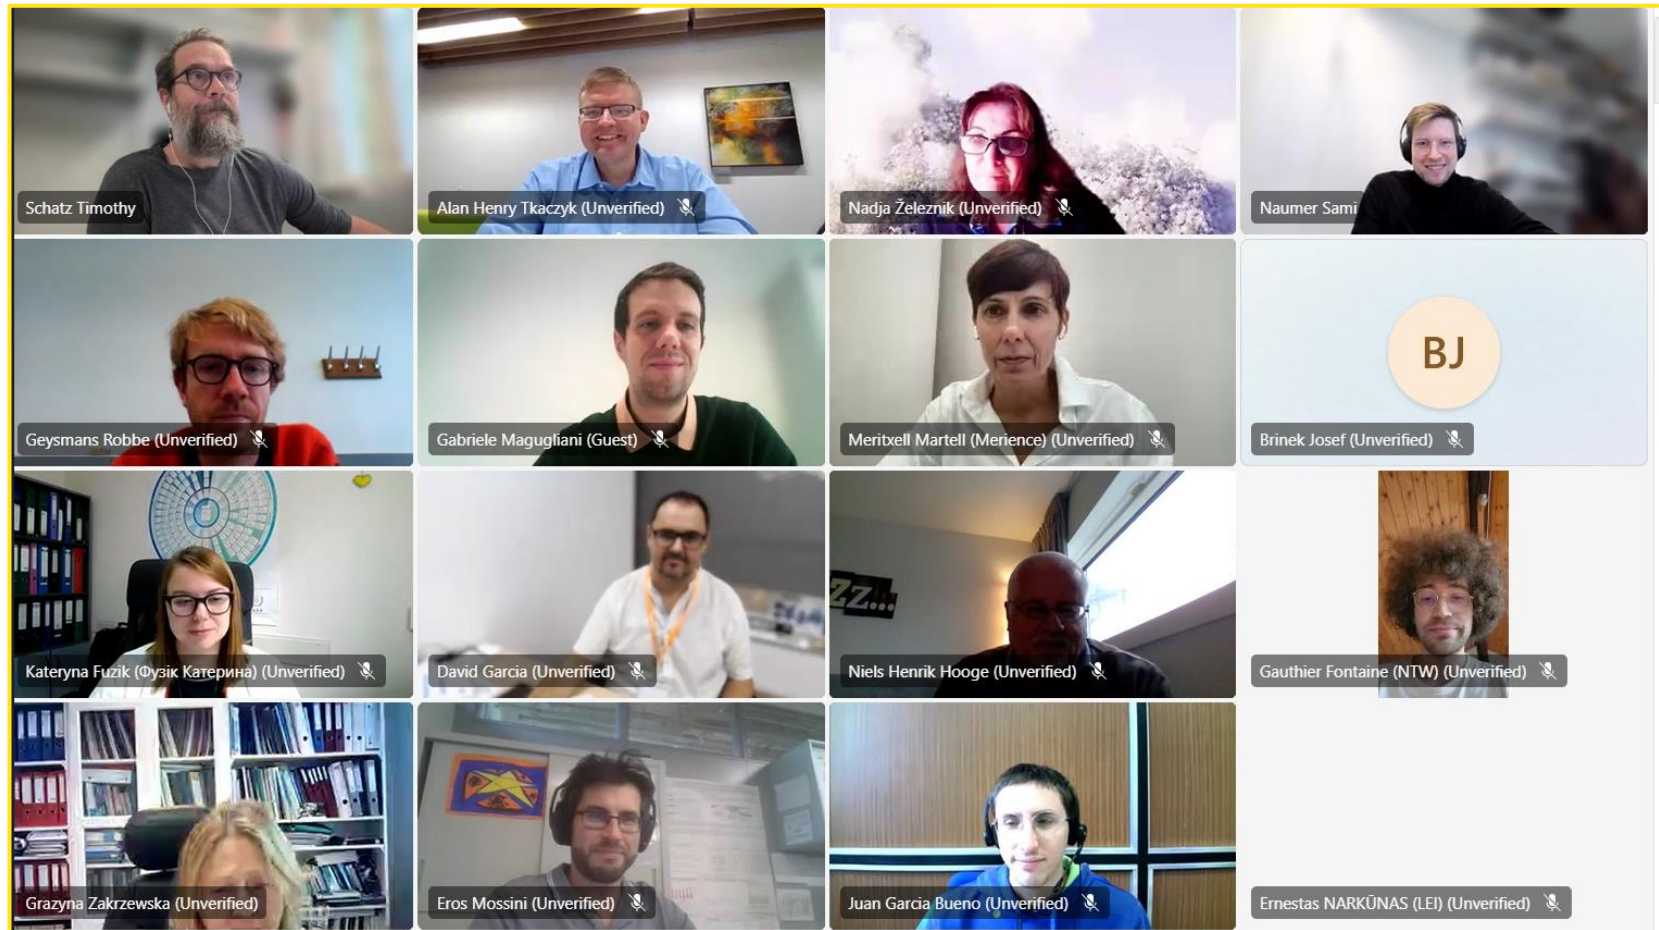 Schatz Timothy
Alan Henry Tkaczyk (Unverified)
Nadja Železnik (Unverified)
Naumer Sami
Geysmans Robbe (Unverified)
Gabriele Magugliani (Guest)
Meritxell Martell (Merience) (Unverified)
BJ
Brinek Josef (Unverified)
Kateryna Fuzik (Фузік Катерина) (Unverified)
David Garcia (Unverified)
zz...
Niels Henrik Hooge (Unverified)
Gauthier Fontaine (NTW) (Unverified)
Grazyna Zakrzewska (Unverified)
Eros Mossini (Unverified)
Juan Garcia Bueno (Unverified)
Ernestas NARKŪNAS (LEI) (Unverified)